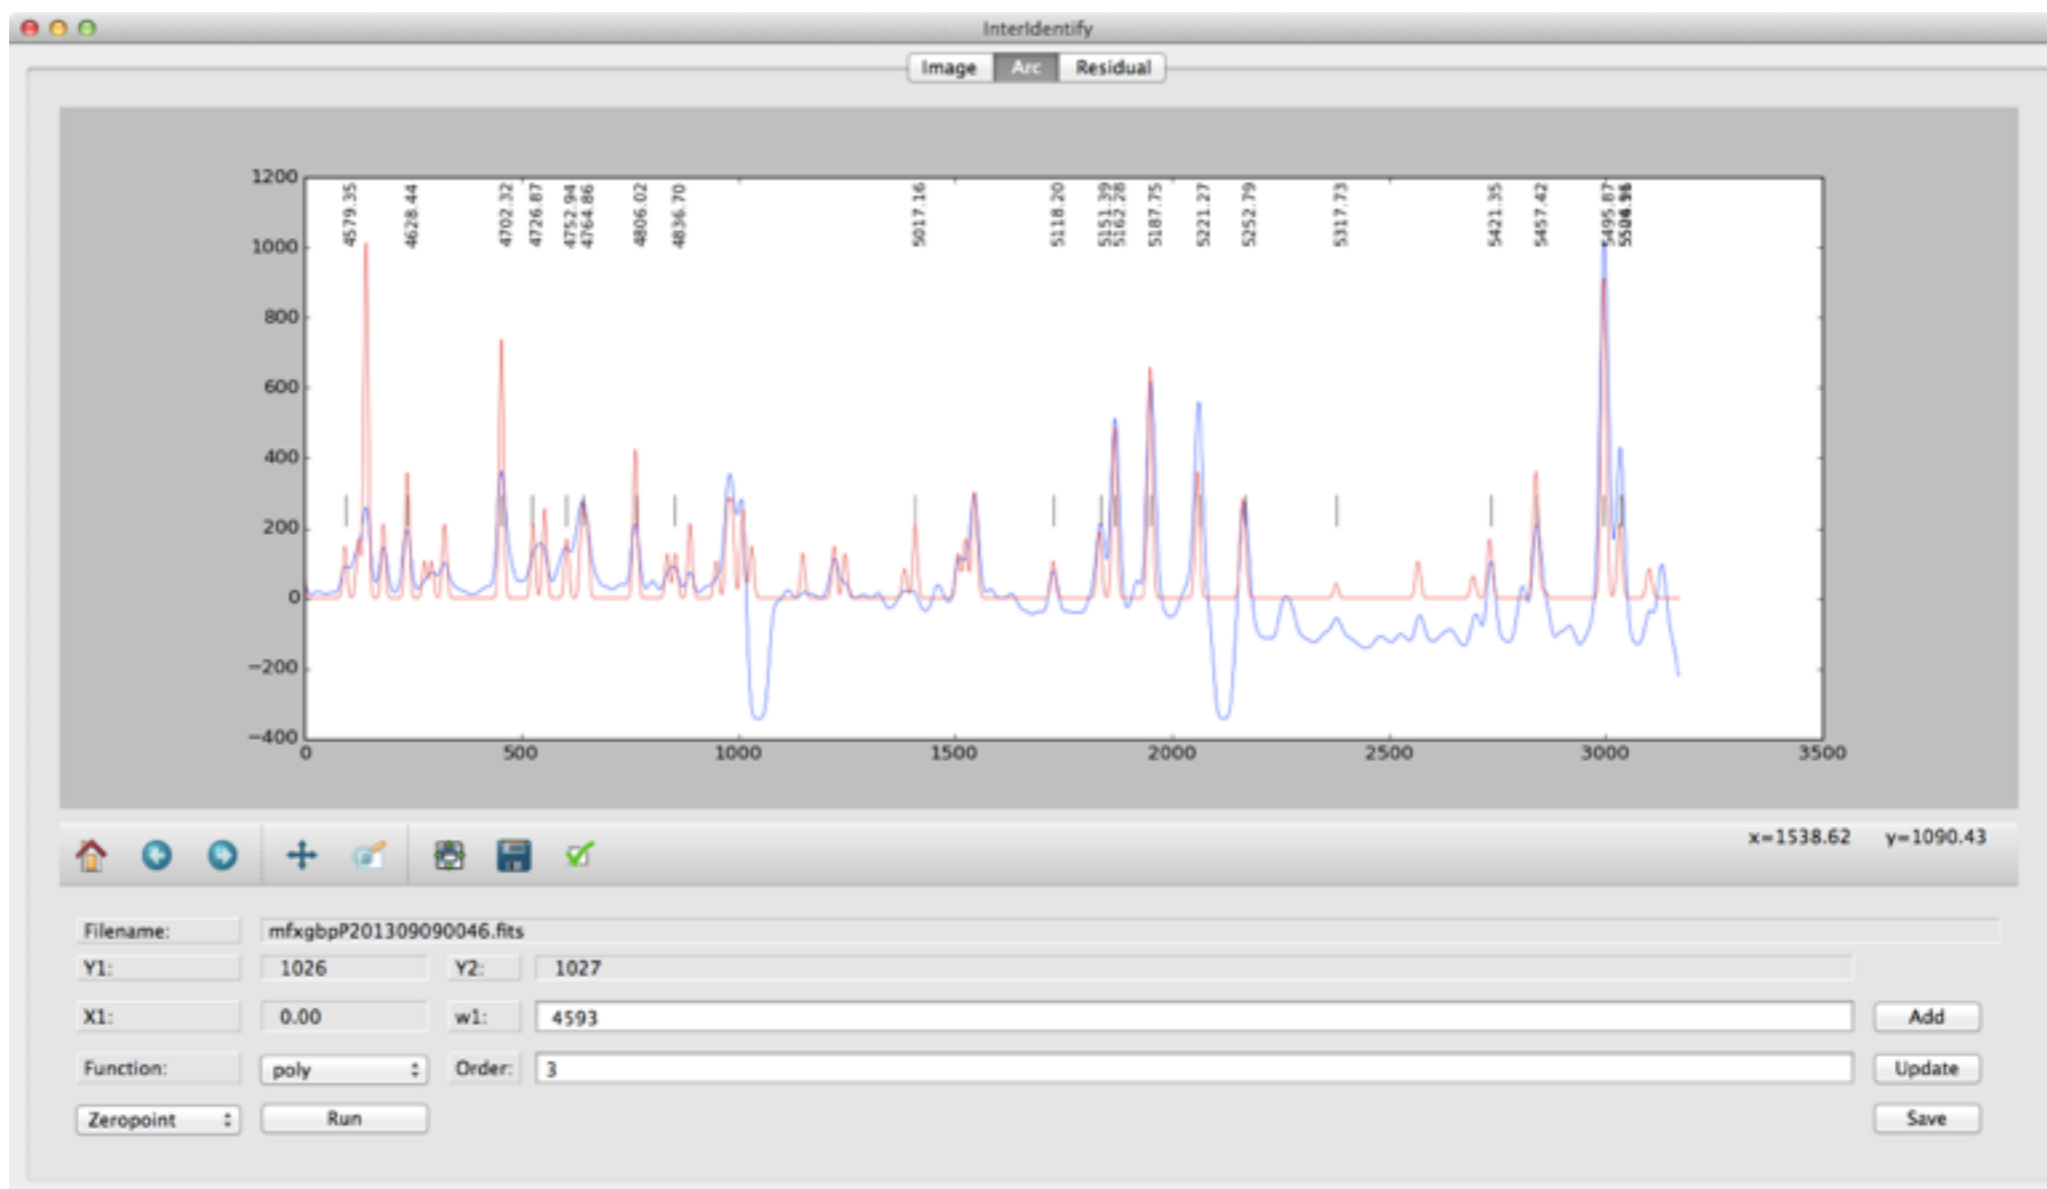 InterIdentify
Image Arc Residual
1200
1000
800
600
400
200
0
−200
−400
4579.35 4628.44 4702.32 4726.87 4752.94 4764.86 4806.02 4836.70 5017.16 5118.20 5151.39 5162.28 5187.75 5221.27 5252.79 5317.73 5421.35 5457.42 5495.87
0 500 1000 1500 2000 2500 3000 3500
x=1538.62 y=1090.43
Filename: mfxgbpP201309090046.fits
Y1: 1026 Y2: 1027
X1: 0.00 w1: 4593 Add
Function: poly Order: 3 Update
Zeropoint Run Save